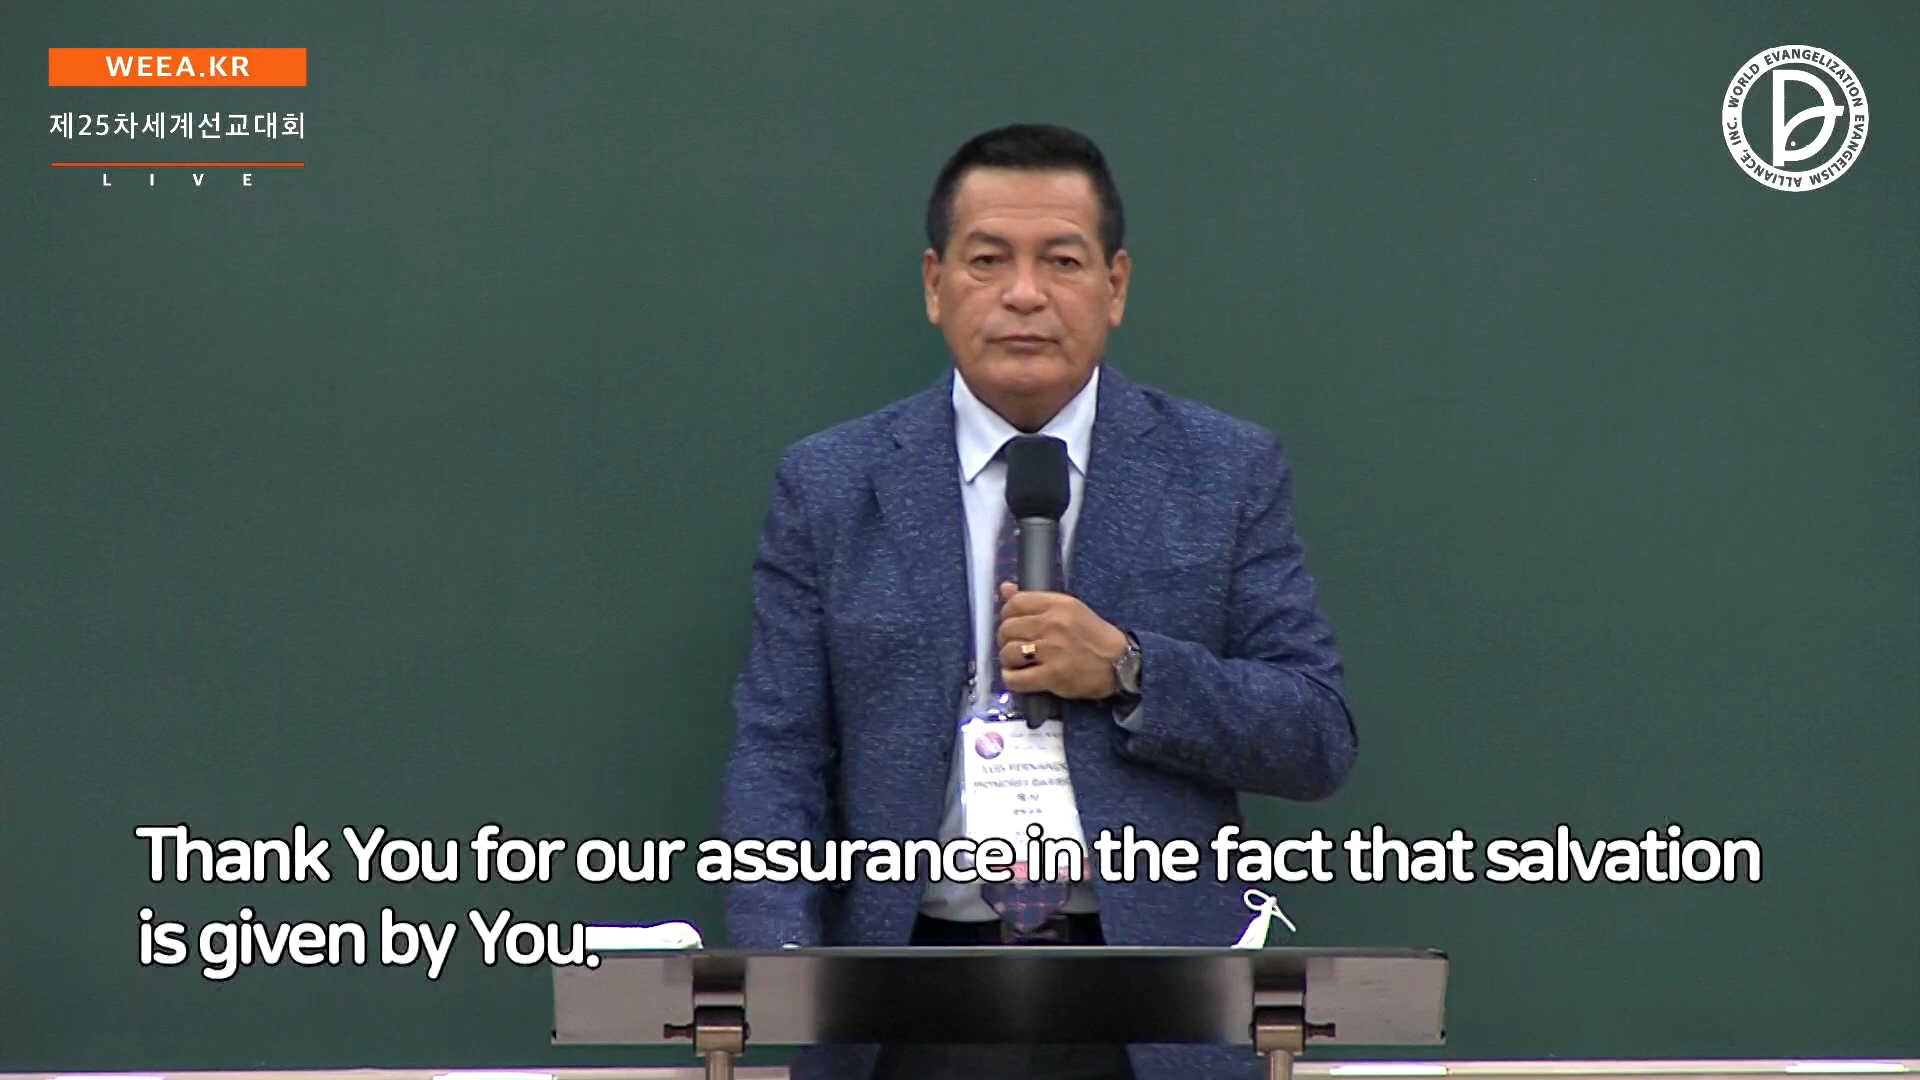 WEEA.KR
제25차세계선교대회
LIVE
WORLD EVANGELIZATION EVANGELISM ALLIANCE, INC.
Thank You for our assurance in the fact that salvation
is given by You.